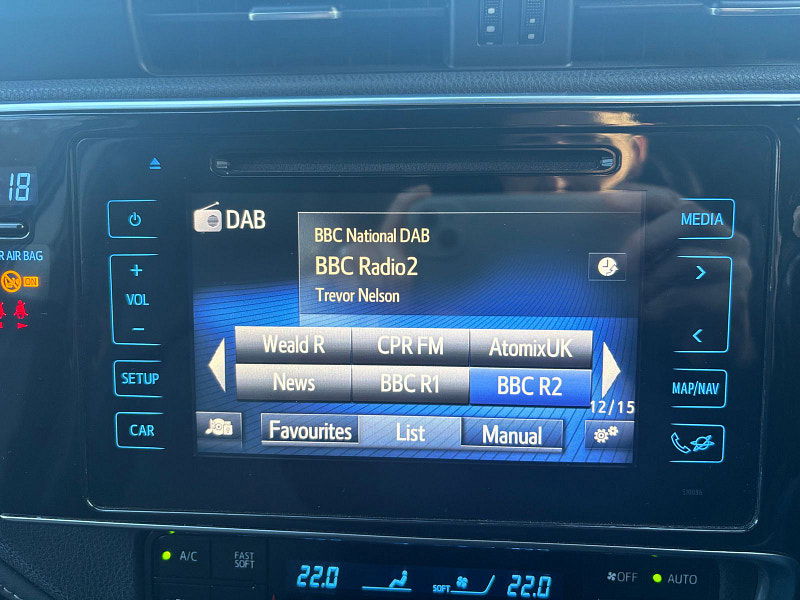 18
DAB
BBC National DAB
BBC Radio2
Trevor Nelson
MEDIA
R AIR BAG
ON
+
VOL
−
Weald R
CPR FM
AtomixUK
News
BBC R1
BBC R2
12/15
SETUP
MAP/NAV
Favourites
List
Manual
CAR
A/C
FAST
SOFT
22.0
SOFT
22.0
OFF
AUTO